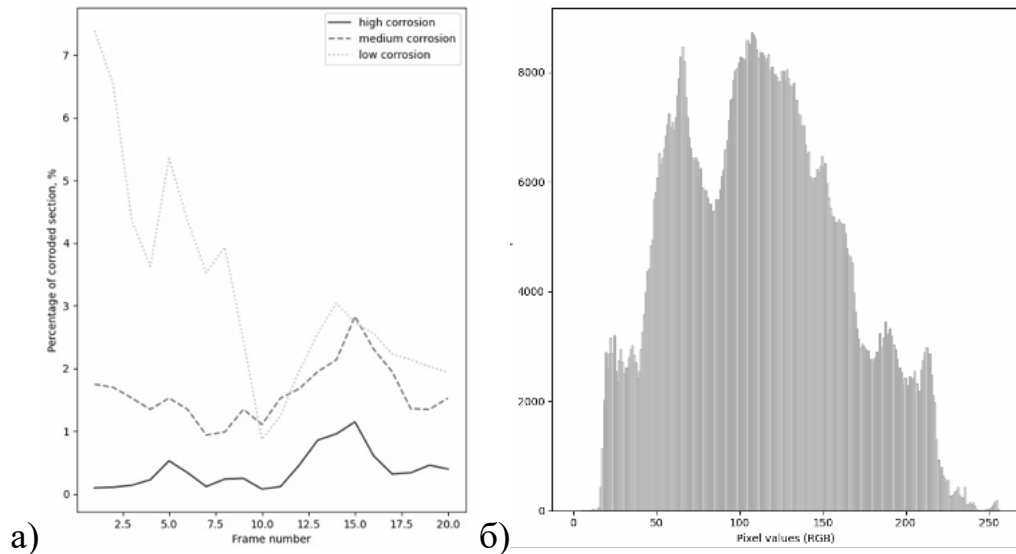 high corrosion
medium corrosion
low corrosion
Percentage of corroded section, %
7
6
5
4
3
2
1
0
2.5 5.0 7.5 10.0 12.5 15.0 17.5 20.0
Frame number
а)
8000
6000
4000
2000
0
0 50 100 150 200 250
Pixel values (RGB)
б)